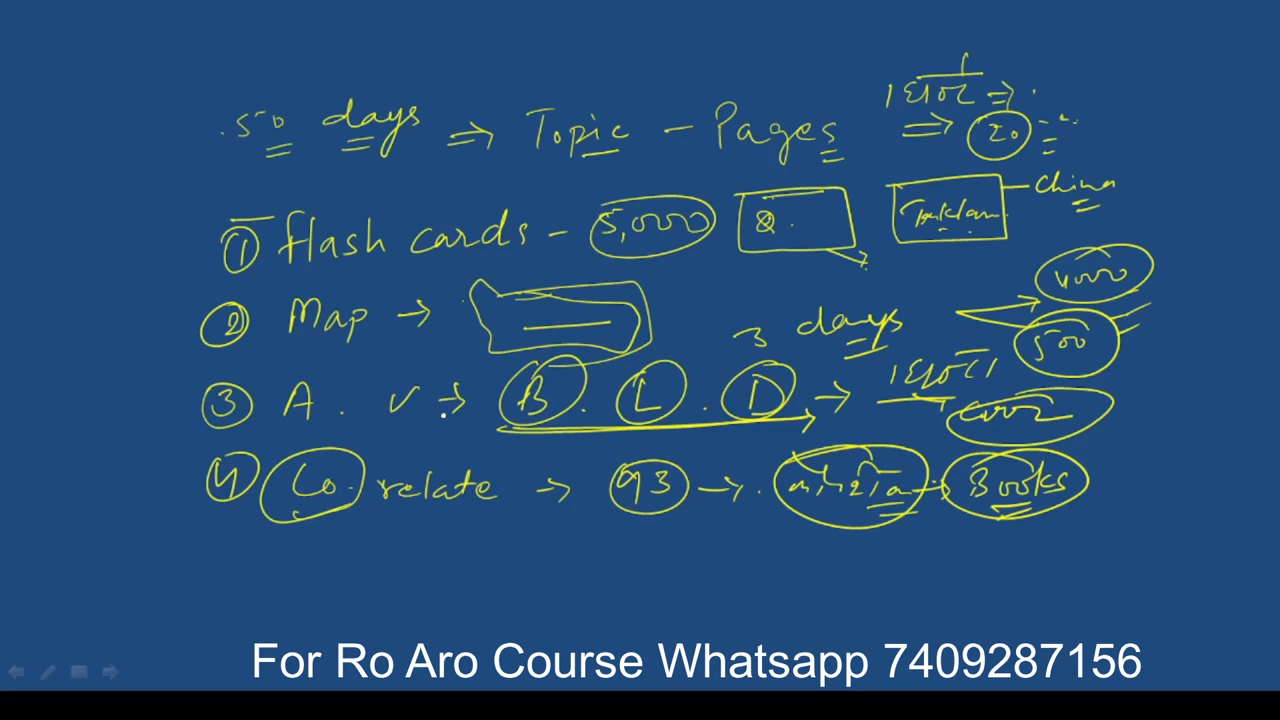 50 days ⇒ Topic - Pages ⇒ 20
① flash cards - 5,000 Q. China
② Map →
3 days 4000 500
③ A. V → B. L. D →
④ Co.relate → 93 → Books
For Ro Aro Course Whatsapp 7409287156